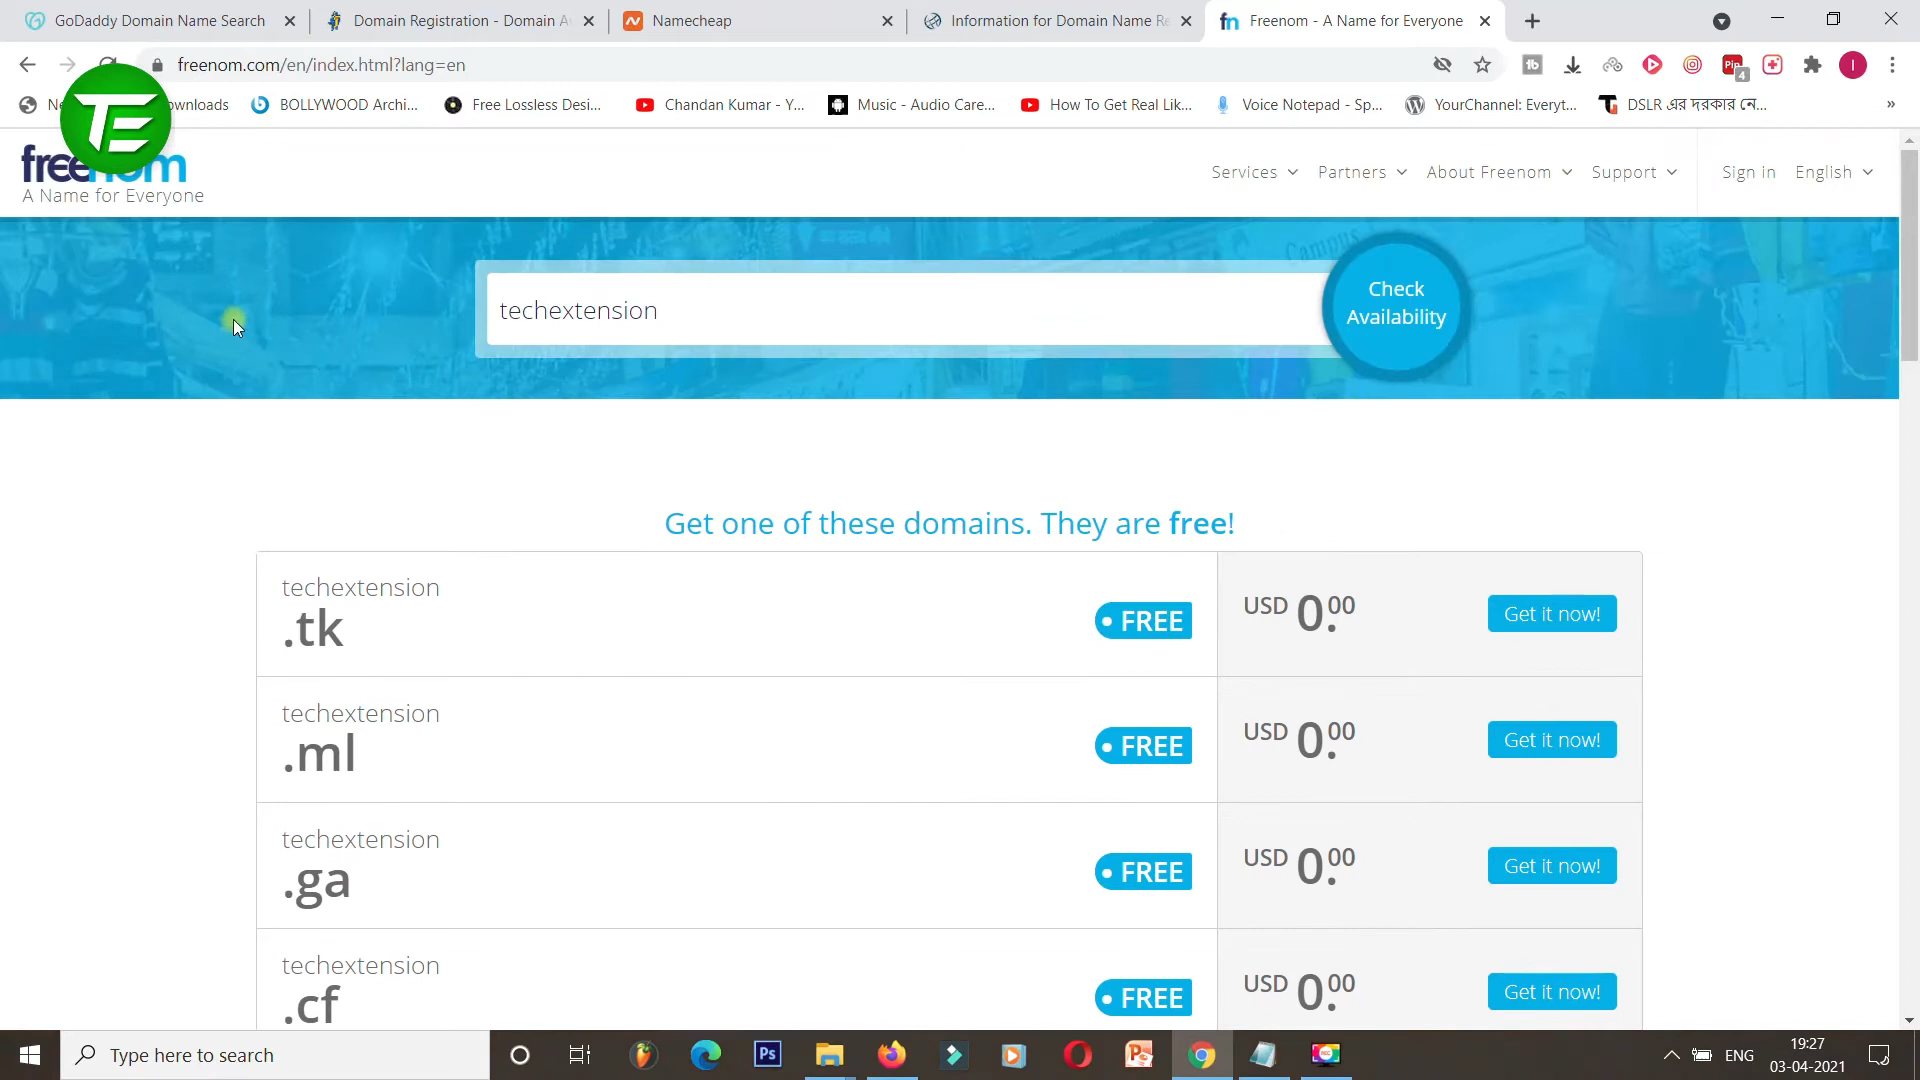 GoDaddy Domain Name Search
Domain Registration - Domain A
Namecheap
Information for Domain Name Re
fn Freenom - A Name for Everyone
freenom.com/en/index.html?lang=en
BOLLYWOOD Archi...
Free Lossless Desi...
Chandan Kumar - Y...
Music - Audio Care...
How To Get Real Lik...
Voice Notepad - Sp...
YourChannel: Everyt...
DSLR এর দরকার নে...
»
TE
A Name for Everyone
Services
Partners
About Freenom
Support
Sign in
English
techextension
Check
Availability
Get one of these domains. They are free!
techextension
.tk
FREE
USD 0.00
Get it now!
techextension
.ml
FREE
USD 0.00
Get it now!
techextension
.ga
FREE
USD 0.00
Get it now!
techextension
.cf
FREE
USD 0.00
Get it now!
Type here to search
Ps
ENG
19:27
03-04-2021